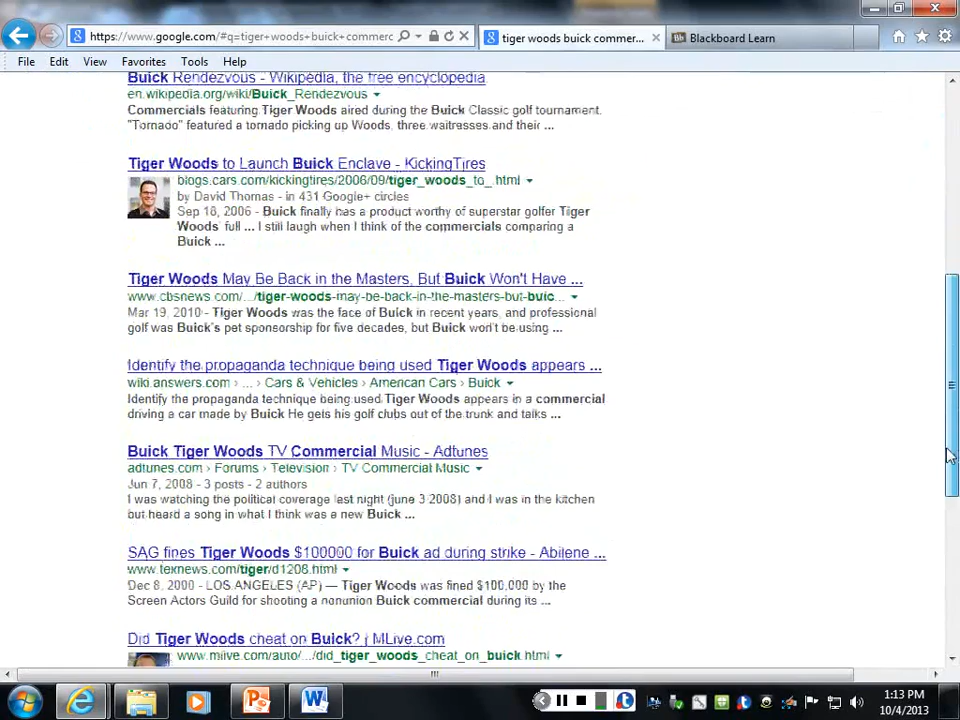 https://www.google.com/#q=tiger+woods+buick+commerc
tiger woods buick commer...
Blackboard Learn
File Edit View Favorites Tools Help
Buick Rendezvous - Wikipedia, the free encyclopedia
en.wikipedia.org/wiki/Buick_Rendezvous
Commercials featuring Tiger Woods aired during the Buick Classic golf tournament.
"Tornado" featured a tornado picking up Woods, three waitresses and their ...
Tiger Woods to Launch Buick Enclave - KickingTires
blogs.cars.com/kickingtires/2006/09/tiger_woods_to_.html
by David Thomas - in 431 Google+ circles
Sep 18, 2006 - Buick finally has a product worthy of superstar golfer Tiger
Woods' full ... I still laugh when I think of the commercials comparing a
Buick ...
Tiger Woods May Be Back in the Masters, But Buick Won't Have ...
www.cbsnews.com/.../tiger-woods-may-be-back-in-the-masters-but-buic...
Mar 19, 2010 - Tiger Woods was the face of Buick in recent years, and professional
golf was Buick's pet sponsorship for five decades, but Buick won't be using ...
Identify the propaganda technique being used Tiger Woods appears ...
wiki.answers.com › ... › Cars & Vehicles › American Cars › Buick
Identify the propaganda technique being used Tiger Woods appears in a commercial
driving a car made by Buick He gets his golf clubs out of the trunk and talks ...
Buick Tiger Woods TV Commercial Music - Adtunes
adtunes.com › Forums › Television › TV Commercial Music
Jun 7, 2008 - 3 posts - 2 authors
I was watching the political coverage last night (june 3 2008) and I was in the kitchen
but heard a song in what I think was a new Buick ...
SAG fines Tiger Woods $100000 for Buick ad during strike - Abilene ...
www.texnews.com/tiger/d1208.html
Dec 8, 2000 - LOS ANGELES (AP) — Tiger Woods was fined $100,000 by the
Screen Actors Guild for shooting a nonunion Buick commercial during its ...
Did Tiger Woods cheat on Buick? | MLive.com
www.mlive.com/auto/.../did_tiger_woods_cheat_on_buick.html
1:13 PM
10/4/2013